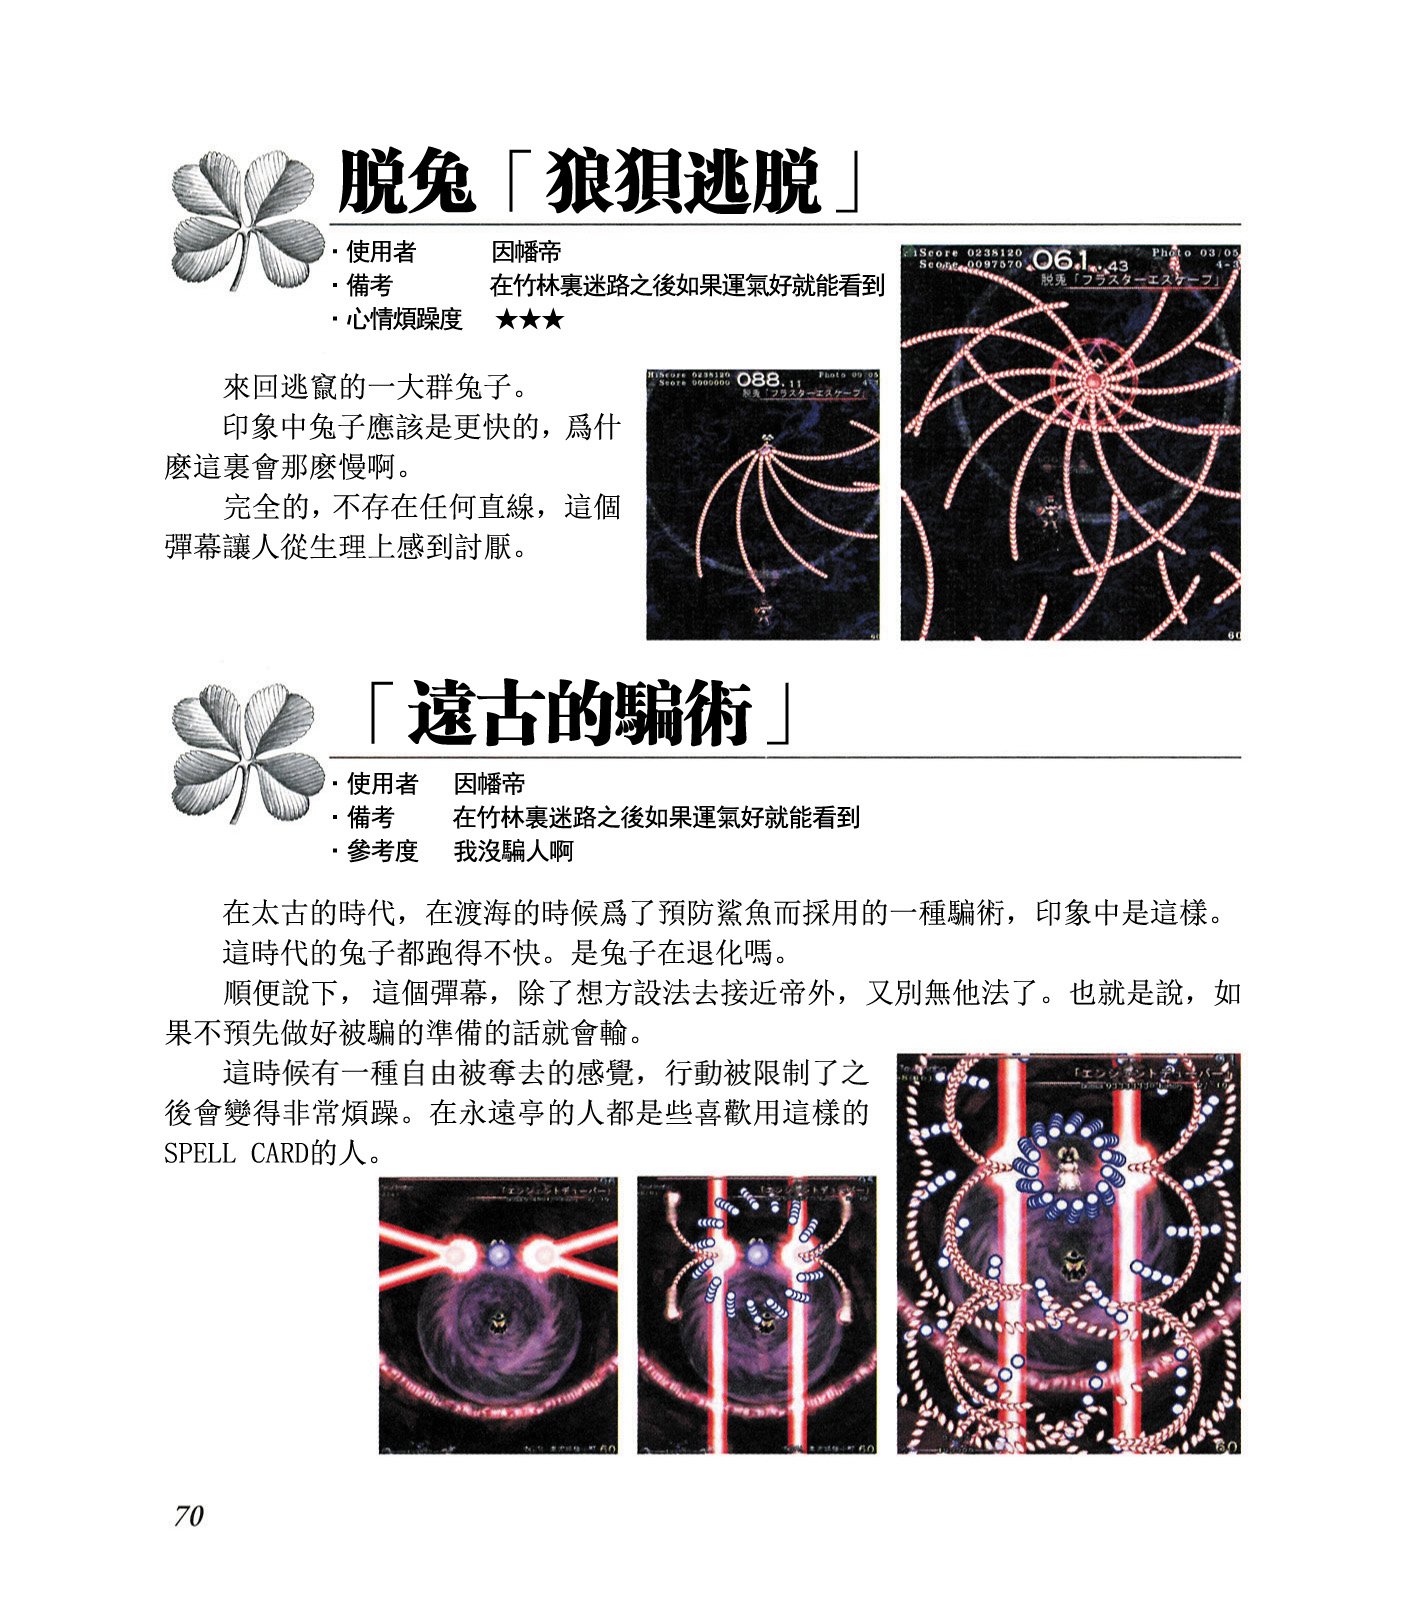 脱兔「狼狽逃脱」
・使用者 因幡帝
・備考 在竹林裏迷路之後如果運氣好就能看到
・心情煩躁度 ★★★
來回逃竄的一大群兔子。
印象中兔子應該是更快的，爲什
麽這裏會那麽慢啊。
完全的，不存在任何直線，這個
彈幕讓人從生理上感到討厭。
HiScore 0238120
Score 0000000
088.11
Photo 00/05
脱兎「フラスターエスケープ」
60
HiScore 0238120
Score 0097570
061.43
Photo 03/05
4-3
脱兎「フラスターエスケープ」
60
「遠古的騙術」
・使用者 因幡帝
・備考 在竹林裏迷路之後如果運氣好就能看到
・參考度 我沒騙人啊
在太古的時代，在渡海的時候爲了預防鯊魚而採用的一種騙術，印象中是這樣。
這時代的兔子都跑得不快。是兔子在退化嗎。
順便說下，這個彈幕，除了想方設法去接近帝外，又別無他法了。也就是說，如
果不預先做好被騙的準備的話就會輸。
這時候有一種自由被奪去的感覺，行動被限制了之
後會變得非常煩躁。在永遠亭的人都是些喜歡用這樣的
SPELL CARD的人。
「エンシェントデューパー」
60
「エンシェントデューパー」
60
「エンシェントデューパー」
60
70